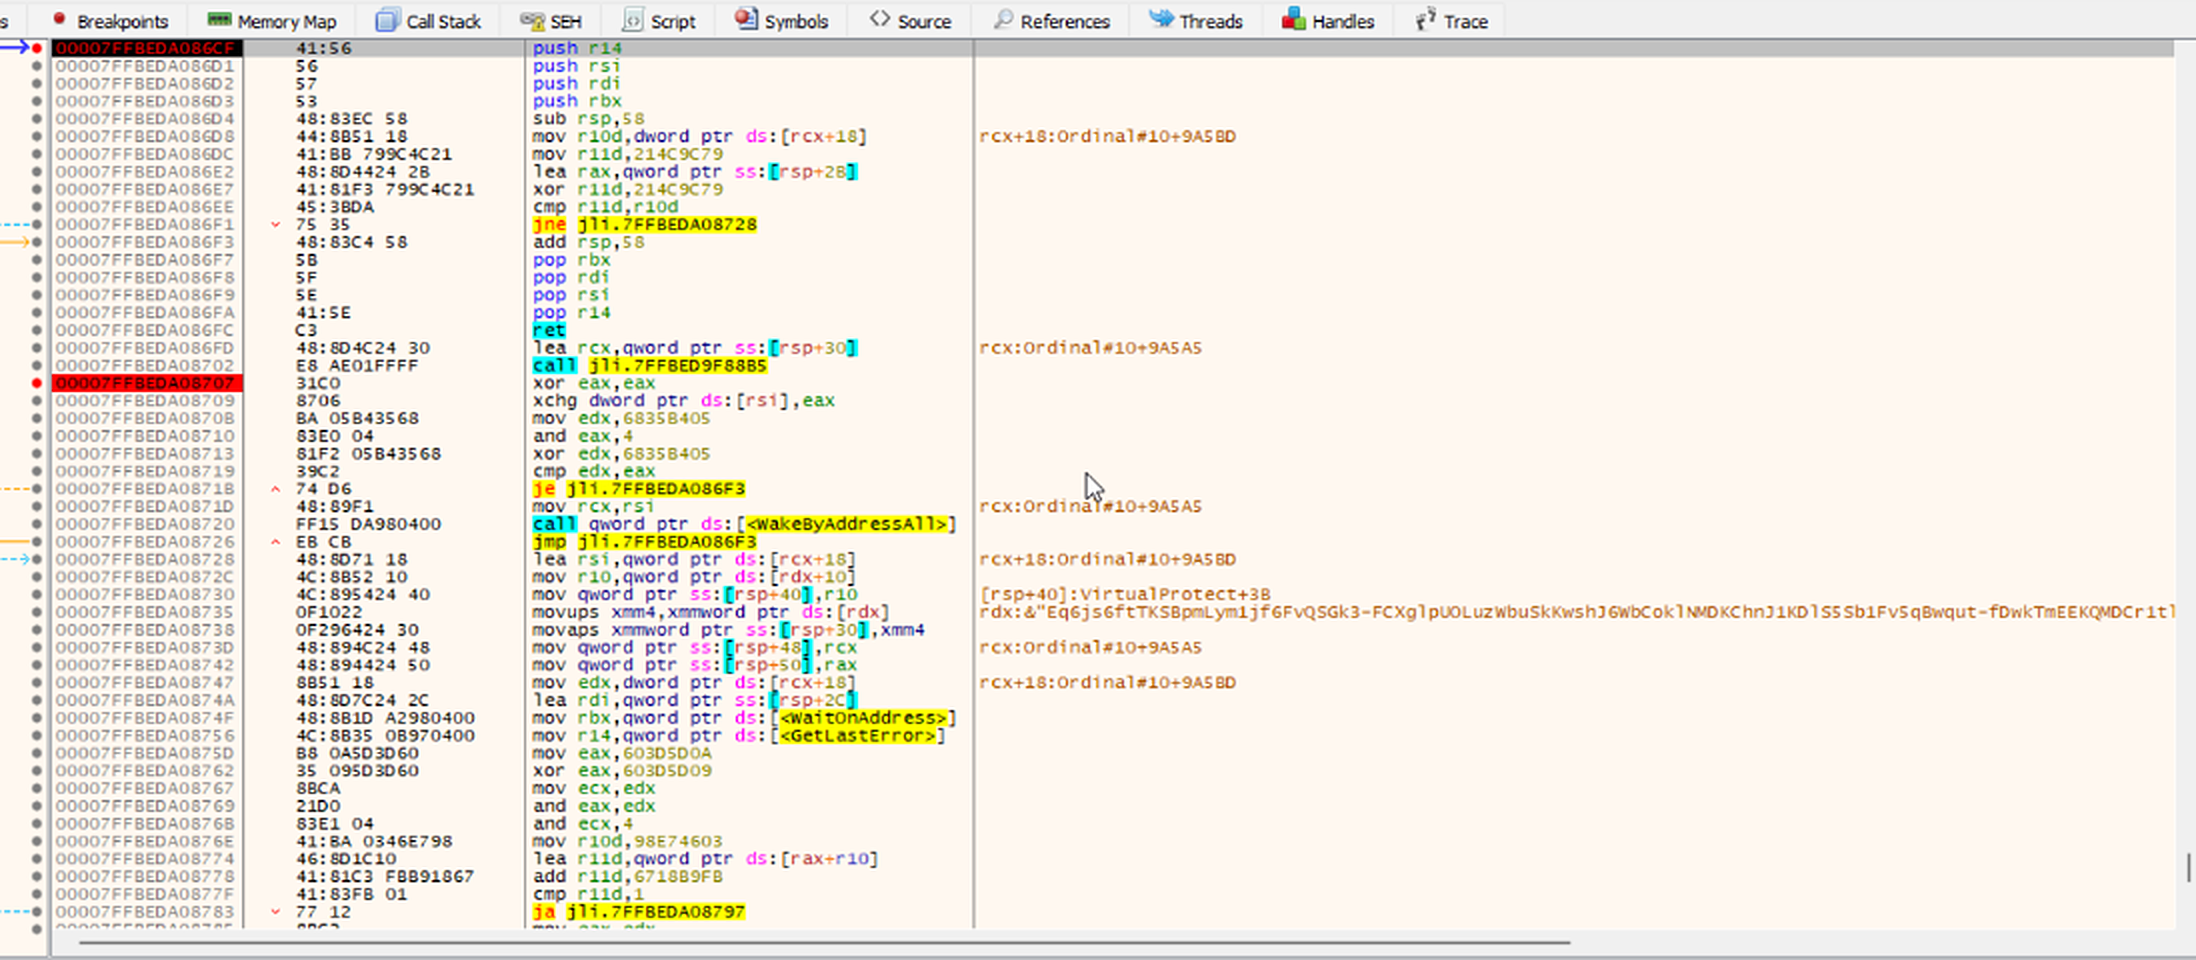 s Breakpoints Memory Map Call Stack SEH Script Symbols Source References Threads Handles Trace
00007FFBEDA086CF 41:56 push r14
00007FFBEDA086D1 56 push rsi
00007FFBEDA086D2 57 push rdi
00007FFBEDA086D3 53 push rbx
00007FFBEDA086D4 48:83EC 58 sub rsp,58
00007FFBEDA086D8 44:8B51 18 mov r10d,dword ptr ds:[rcx+18] rcx+18:Ordinal#10+9A5BD
00007FFBEDA086DC 41:BB 799C4C21 mov r11d,214C9C79
00007FFBEDA086E2 48:8D4424 2B lea rax,qword ptr ss:[rsp+2B]
00007FFBEDA086E7 41:81F3 799C4C21 xor r11d,214C9C79
00007FFBEDA086EE 45:3BDA cmp r11d,r10d
00007FFBEDA086F1 75 35 jne jli.7FFBEDA08728
00007FFBEDA086F3 48:83C4 58 add rsp,58
00007FFBEDA086F7 5B pop rbx
00007FFBEDA086F8 5F pop rdi
00007FFBEDA086F9 5E pop rsi
00007FFBEDA086FA 41:5E pop r14
00007FFBEDA086FC C3 ret
00007FFBEDA086FD 48:8D4C24 30 lea rcx,qword ptr ss:[rsp+30] rcx:Ordinal#10+9A5A5
00007FFBEDA08702 E8 AE01FFFF call jli.7FFBED9F88B5
00007FFBEDA08707 31C0 xor eax,eax
00007FFBEDA08709 8706 xchg dword ptr ds:[rsi],eax
00007FFBEDA0870B BA 05B43568 mov edx,6835B405
00007FFBEDA08710 83E0 04 and eax,4
00007FFBEDA08713 81F2 05B43568 xor edx,6835B405
00007FFBEDA08719 39C2 cmp edx,eax
00007FFBEDA0871B 74 D6 je jli.7FFBEDA086F3
00007FFBEDA0871D 48:89F1 mov rcx,rsi rcx:Ordinal#10+9A5A5
00007FFBEDA08720 FF15 DA980400 call qword ptr ds:[<WakeByAddressAll>]
00007FFBEDA08726 EB CB jmp jli.7FFBEDA086F3
00007FFBEDA08728 48:8D71 18 lea rsi,qword ptr ds:[rcx+18] rcx+18:Ordinal#10+9A5BD
00007FFBEDA0872C 4C:8B52 10 mov r10,qword ptr ds:[rdx+10]
00007FFBEDA08730 4C:895424 40 mov qword ptr ss:[rsp+40],r10 [rsp+40]:VirtualProtect+3B
00007FFBEDA08735 0F1022 movups xmm4,xmmword ptr ds:[rdx] rdx:&"Eq6js6ftTKSBpmLym1jf6FvQSGk3-FCXglpUOLuzWbuSkKwshJ6WbCoklNMDKChnJ1KDlS5Sb1FvSqBwqut-fDwkTmEEKQMDCr1tl
00007FFBEDA08738 0F296424 30 movaps xmmword ptr ss:[rsp+30],xmm4
00007FFBEDA0873D 48:894C24 48 mov qword ptr ss:[rsp+48],rcx rcx:Ordinal#10+9A5A5
00007FFBEDA08742 48:894424 50 mov qword ptr ss:[rsp+50],rax
00007FFBEDA08747 8B51 18 mov edx,dword ptr ds:[rcx+18] rcx+18:Ordinal#10+9A5BD
00007FFBEDA0874A 48:8D7C24 2C lea rdi,qword ptr ss:[rsp+2C]
00007FFBEDA0874F 48:8B1D A2980400 mov rbx,qword ptr ds:[<WaitOnAddress>]
00007FFBEDA08756 4C:8B35 0B970400 mov r14,qword ptr ds:[<GetLastError>]
00007FFBEDA0875D B8 0A5D3D60 mov eax,603D5D0A
00007FFBEDA08762 35 095D3D60 xor eax,603D5D09
00007FFBEDA08767 8BCA mov ecx,edx
00007FFBEDA08769 21D0 and eax,edx
00007FFBEDA0876B 83E1 04 and ecx,4
00007FFBEDA0876E 41:BA 0346E798 mov r10d,98E74603
00007FFBEDA08774 46:8D1C10 lea r11d,qword ptr ds:[rax+r10]
00007FFBEDA08778 41:81C3 FBB91867 add r11d,6718B9FB
00007FFBEDA0877F 41:83FB 01 cmp r11d,1
00007FFBEDA08783 77 12 ja jli.7FFBEDA08797